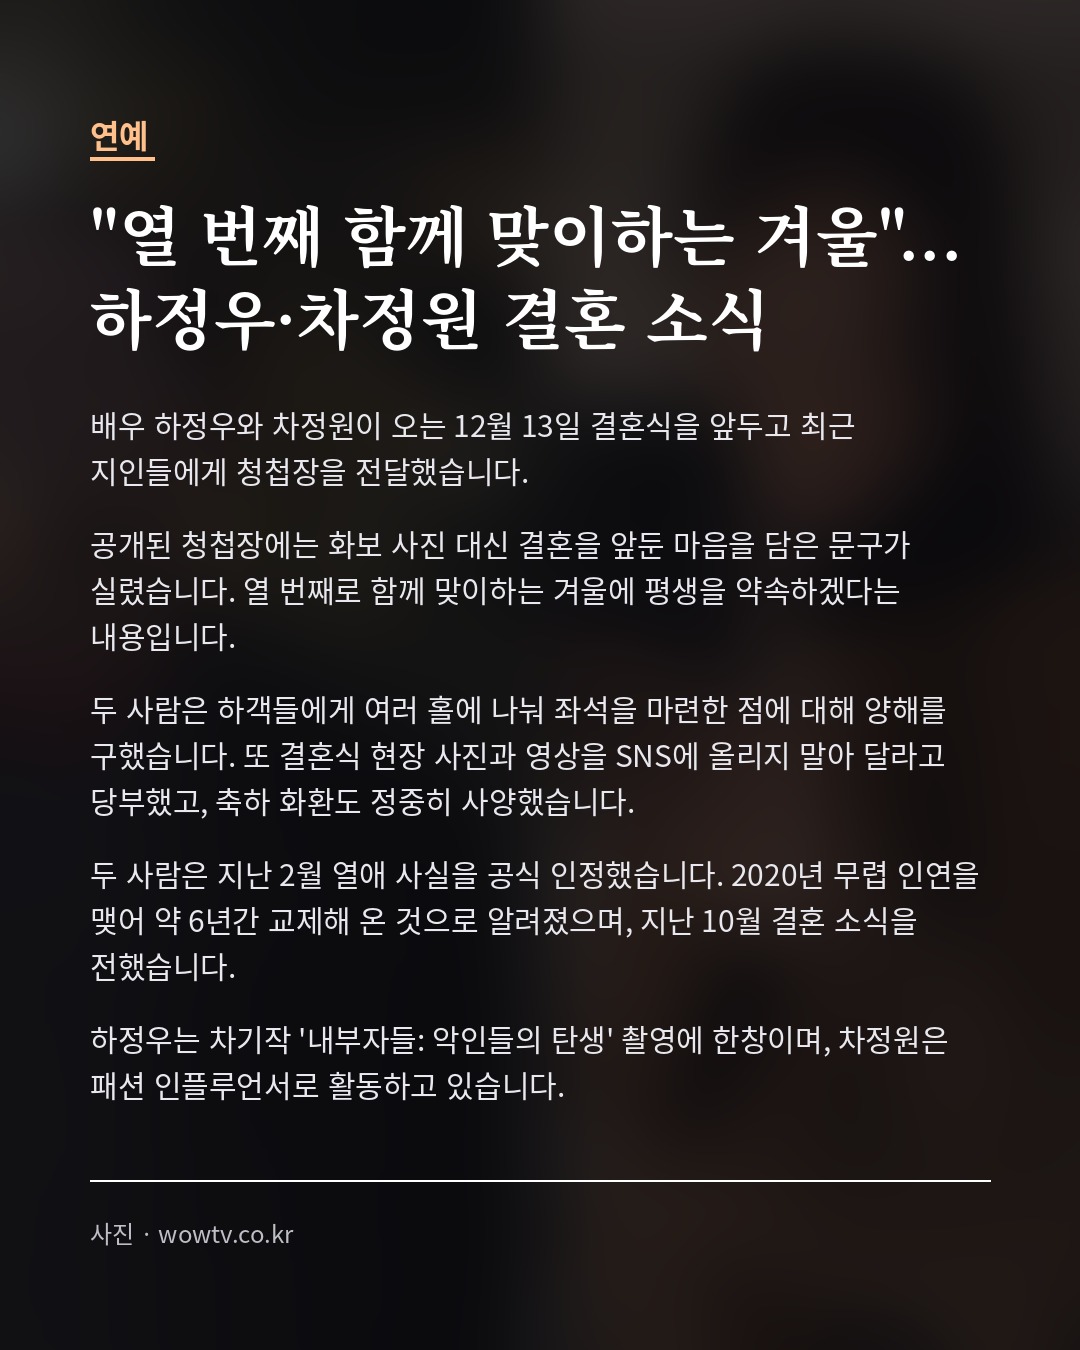 연예
"열 번째 함께 맞이하는 겨울"...
하정우·차정원 결혼 소식
배우 하정우와 차정원이 오는 12월 13일 결혼식을 앞두고 최근
지인들에게 청첩장을 전달했습니다.
공개된 청첩장에는 화보 사진 대신 결혼을 앞둔 마음을 담은 문구가
실렸습니다. 열 번째로 함께 맞이하는 겨울에 평생을 약속하겠다는
내용입니다.
두 사람은 하객들에게 여러 홀에 나눠 좌석을 마련한 점에 대해 양해를
구했습니다. 또 결혼식 현장 사진과 영상을 SNS에 올리지 말아 달라고
당부했고, 축하 화환도 정중히 사양했습니다.
두 사람은 지난 2월 열애 사실을 공식 인정했습니다. 2020년 무렵 인연을
맺어 약 6년간 교제해 온 것으로 알려졌으며, 지난 10월 결혼 소식을
전했습니다.
하정우는 차기작 '내부자들: 악인들의 탄생' 촬영에 한창이며, 차정원은
패션 인플루언서로 활동하고 있습니다.
사진 · wowtv.co.kr